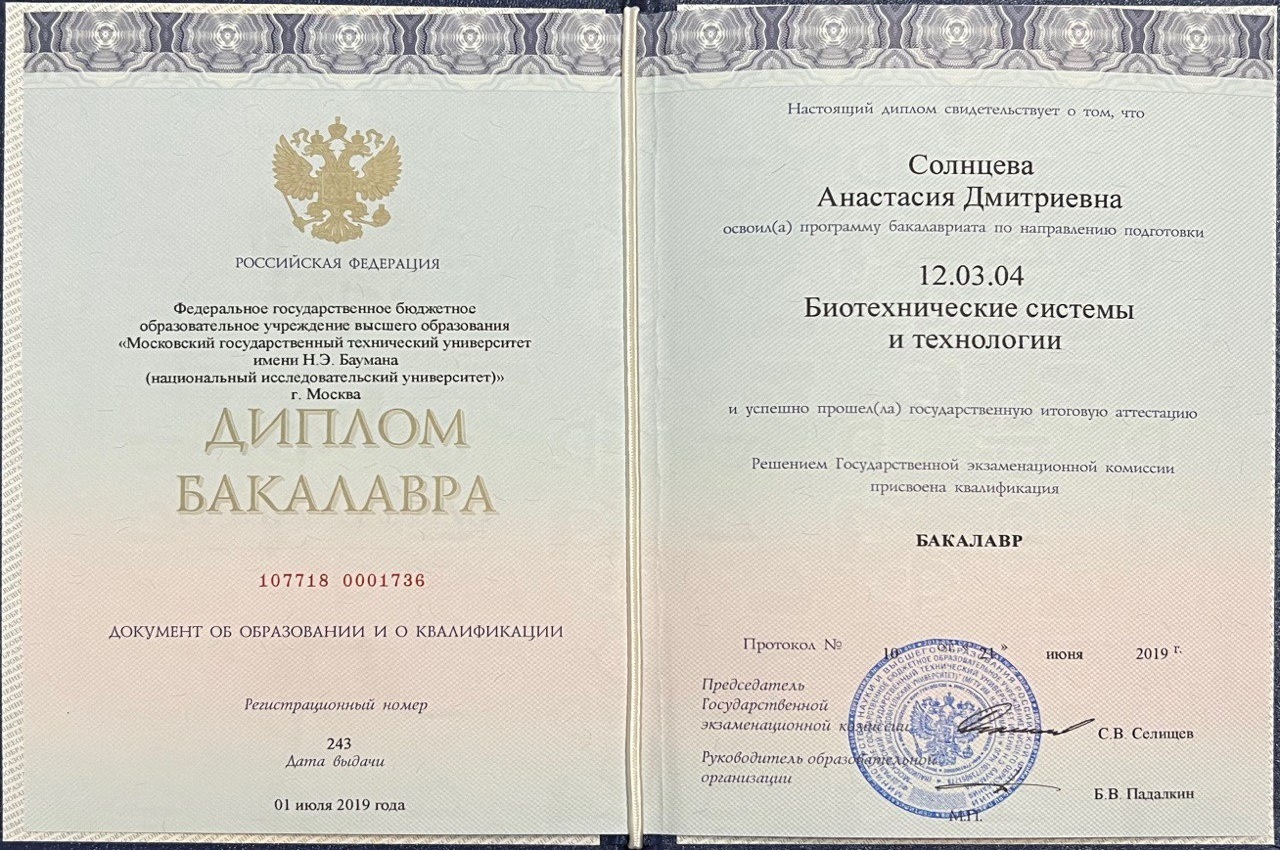 РОССИЙСКАЯ ФЕДЕРАЦИЯ
Федеральное государственное бюджетное
образовательное учреждение высшего образования
«Московский государственный технический университет
имени Н.Э. Баумана
(национальный исследовательский университет)»
г. Москва
ДИПЛОМ
БАКАЛАВРА
107718 0001736
ДОКУМЕНТ ОБ ОБРАЗОВАНИИ И О КВАЛИФИКАЦИИ
Регистрационный номер
243
Дата выдачи
01 июля 2019 года
Настоящий диплом свидетельствует о том, что
Солнцева
Анастасия Дмитриевна
освоил(а) программу бакалавриата по направлению подготовки
12.03.04
Биотехнические системы
и технологии
и успешно прошел(ла) государственную итоговую аттестацию
Решением Государственной экзаменационной комиссии
присвоена квалификация
БАКАЛАВР
Протокол № 10 от « 21 » июня 2019 г.
Председатель
Государственной
экзаменационной комиссии
С.В. Селищев
Руководитель образовательной
организации
Б.В. Падалкин
М.П.